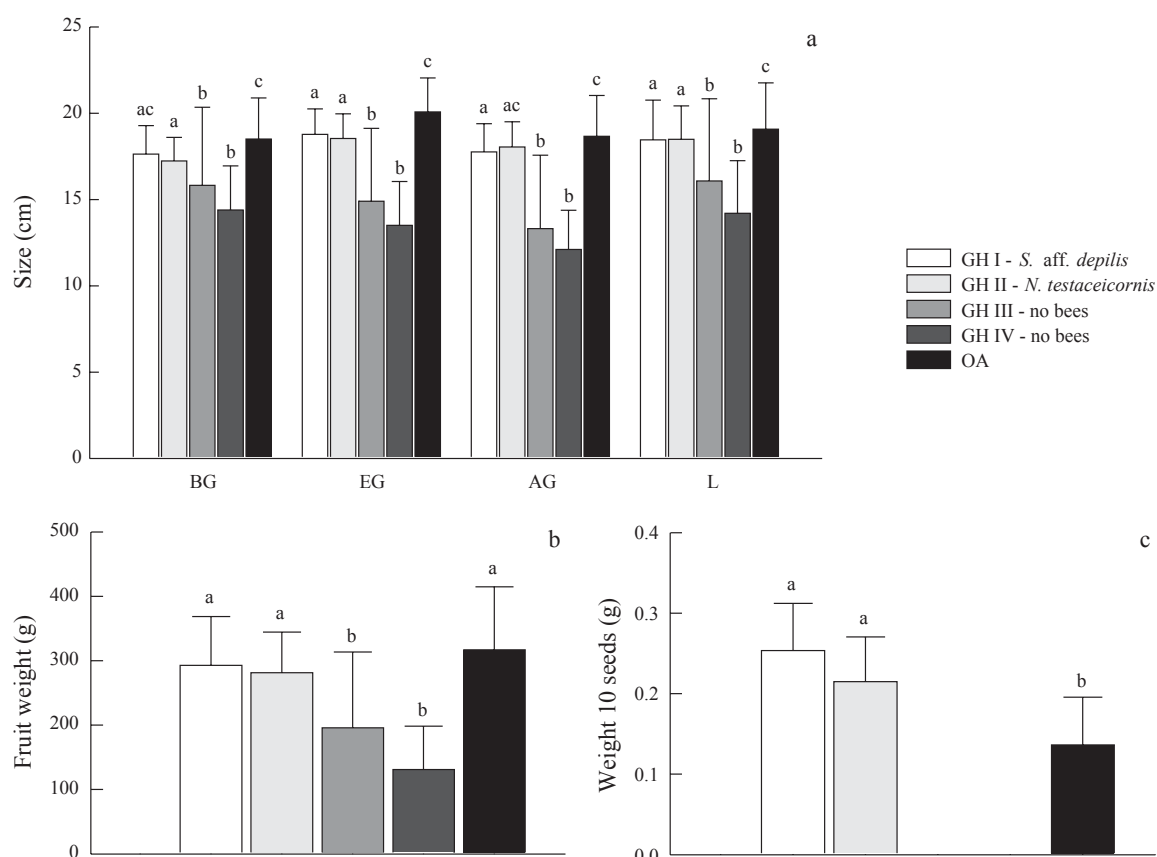 a
25
20
15
10
5
0
Size (cm)
ac a b b c
a a b b c
a ac b b c
a a b b c
BG EG AG L
GH I - S. aff. depilis
GH II - N. testaceicornis
GH III - no bees
GH IV - no bees
OA
b
500
400
300
200
100
0
Fruit weight (g)
a a b b a
c
0.4
0.3
0.2
0.1
0.0
Weight 10 seeds (g)
a a b